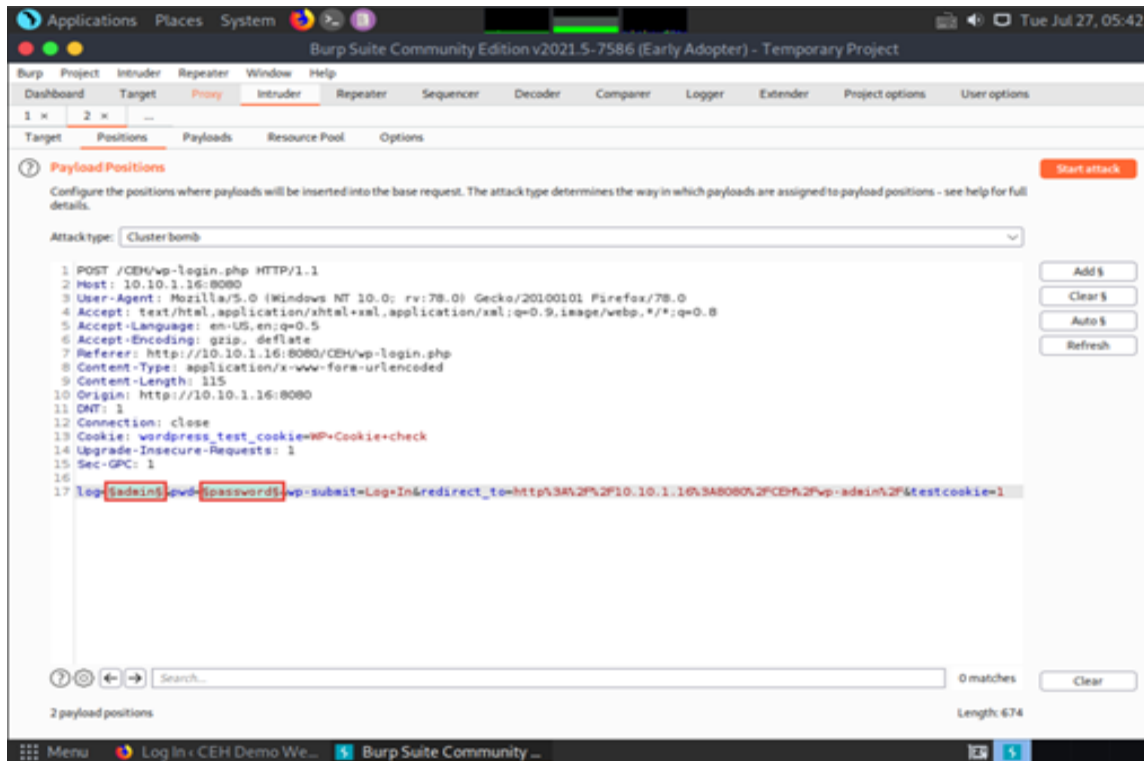 Applications Places System
Tue Jul 27, 05:42
Burp Suite Community Edition v2021.5-7586 (Early Adopter) - Temporary Project
Burp Project Intruder Repeater Window Help
Dashboard Target Proxy Intruder Repeater Sequencer Decoder Comparer Logger Extender Project options User options
1 × 2 × ...
Target Positions Payloads Resource Pool Options
? Payload Positions
Start attack
Configure the positions where payloads will be inserted into the base request. The attack type determines the way in which payloads are assigned to payload positions - see help for full
details.
Attack type: Cluster bomb
Add §
Clear §
Auto §
Refresh
1 POST /CEH/wp-login.php HTTP/1.1
2 Host: 10.10.1.16:8080
3 User-Agent: Mozilla/5.0 (Windows NT 10.0; rv:78.0) Gecko/20100101 Firefox/78.0
4 Accept: text/html,application/xhtml+xml,application/xml;q=0.9,image/webp,*/*;q=0.8
5 Accept-Language: en-US,en;q=0.5
6 Accept-Encoding: gzip, deflate
7 Referer: http://10.10.1.16:8080/CEH/wp-login.php
8 Content-Type: application/x-www-form-urlencoded
9 Content-Length: 115
10 Origin: http://10.10.1.16:8080
11 DNT: 1
12 Connection: close
13 Cookie: wordpress_test_cookie=WP+Cookie+check
14 Upgrade-Insecure-Requests: 1
15 Sec-GPC: 1
16
17 log=§admin§&pwd=§password§&wp-submit=Log+In&redirect_to=http%3A%2F%2F10.10.1.16%3A8080%2FCEH%2Fwp-admin%2F&testcookie=1
? Search... 0 matches Clear
2 payload positions Length: 674
Menu Log In ‹ CEH Demo We... Burp Suite Community ...